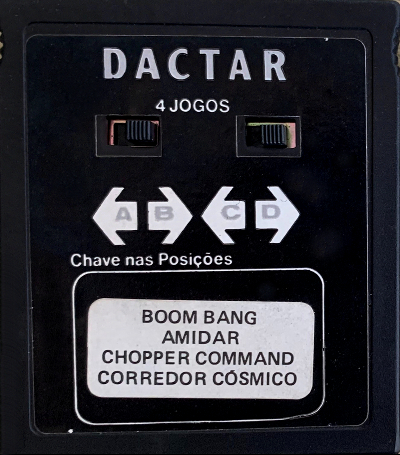 DACTAR
4 JOGOS
A B C D
Chave nas Posições
BOOM BANG
AMIDAR
CHOPPER COMMAND
CORREDOR CÓSMICO